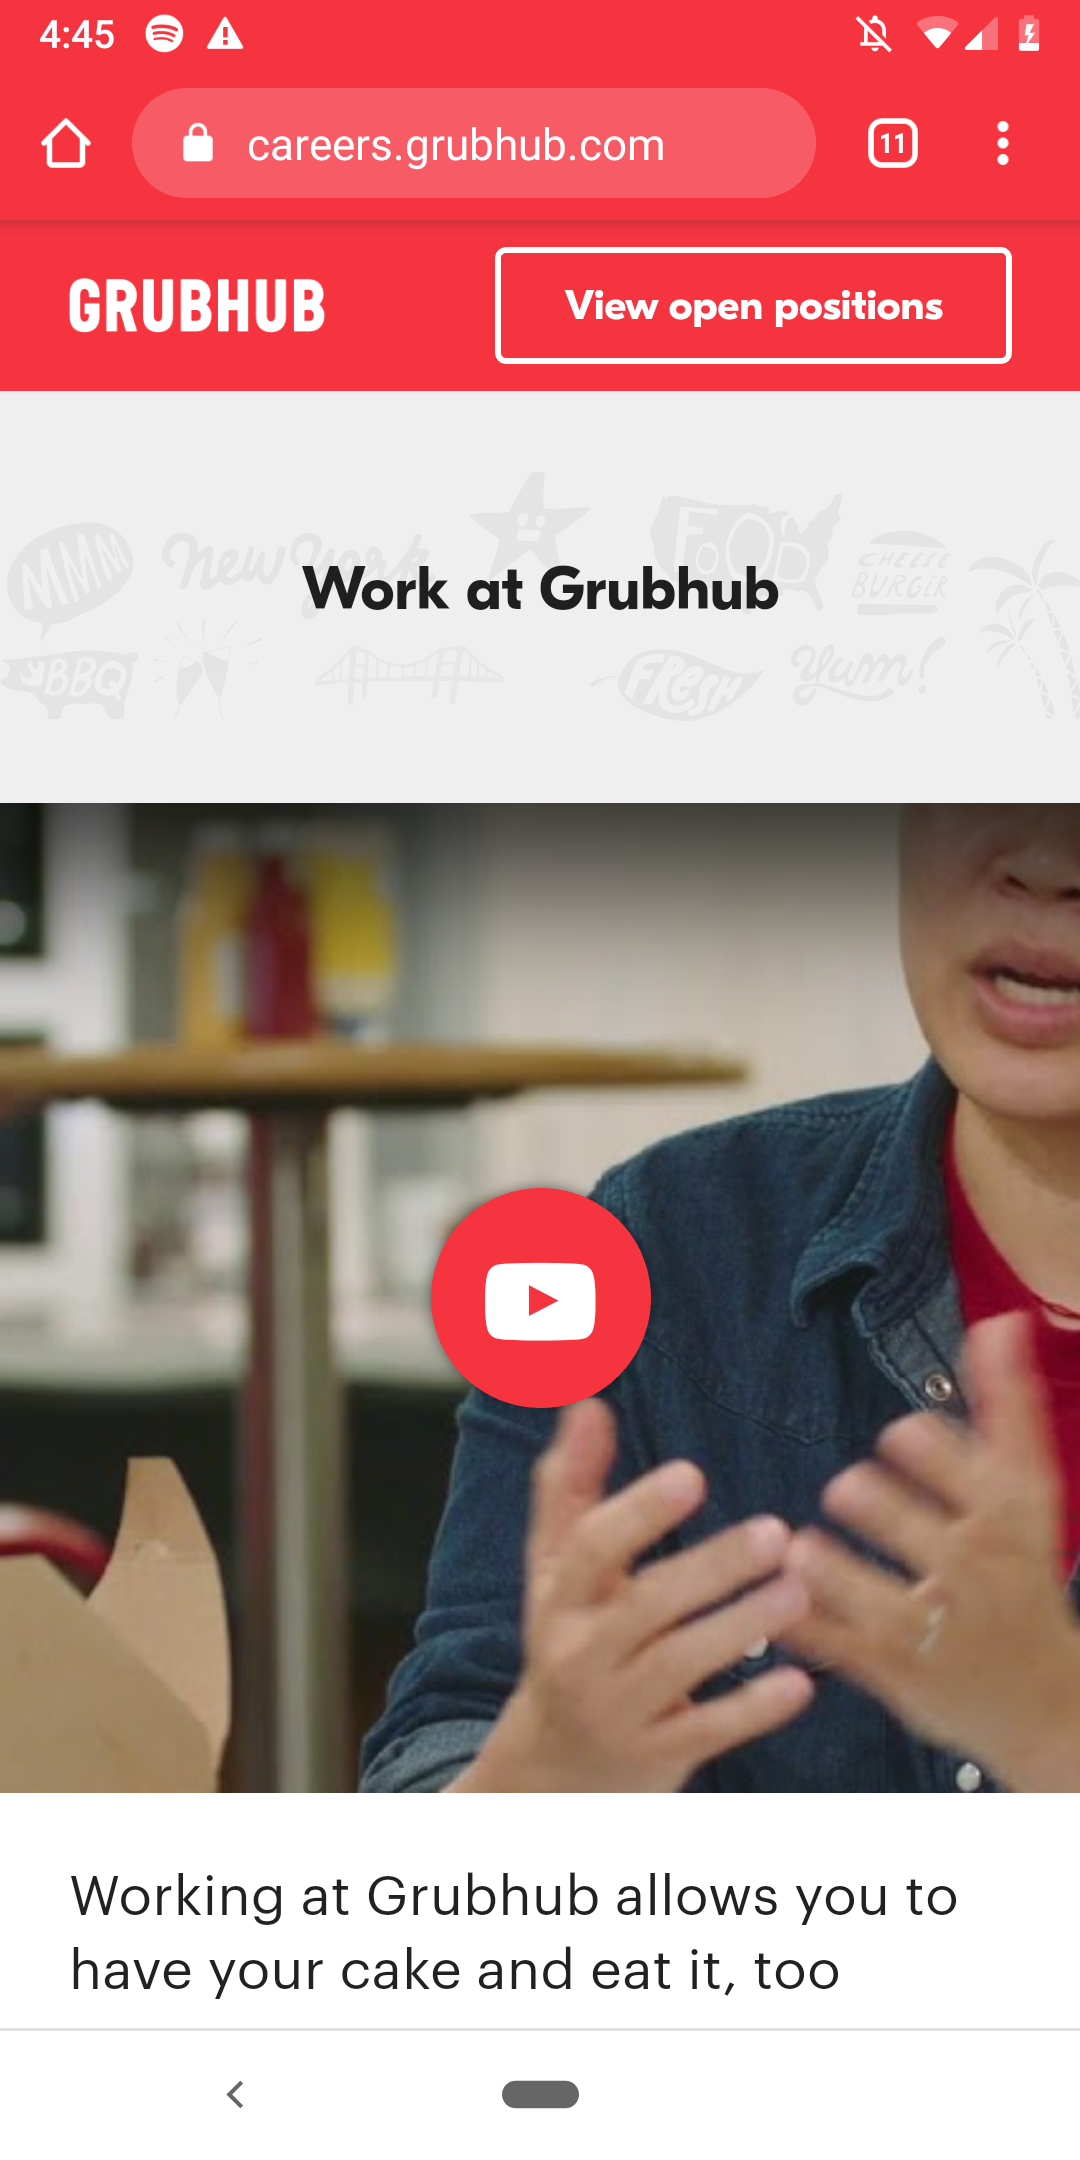 4:45
careers.grubhub.com
11
GRUBHUB
View open positions
MMM
New York
FOOD
CHEESE
BURGER
Work at Grubhub
BBQ
FRESH
Yum!
Working at Grubhub allows you to
have your cake and eat it, too